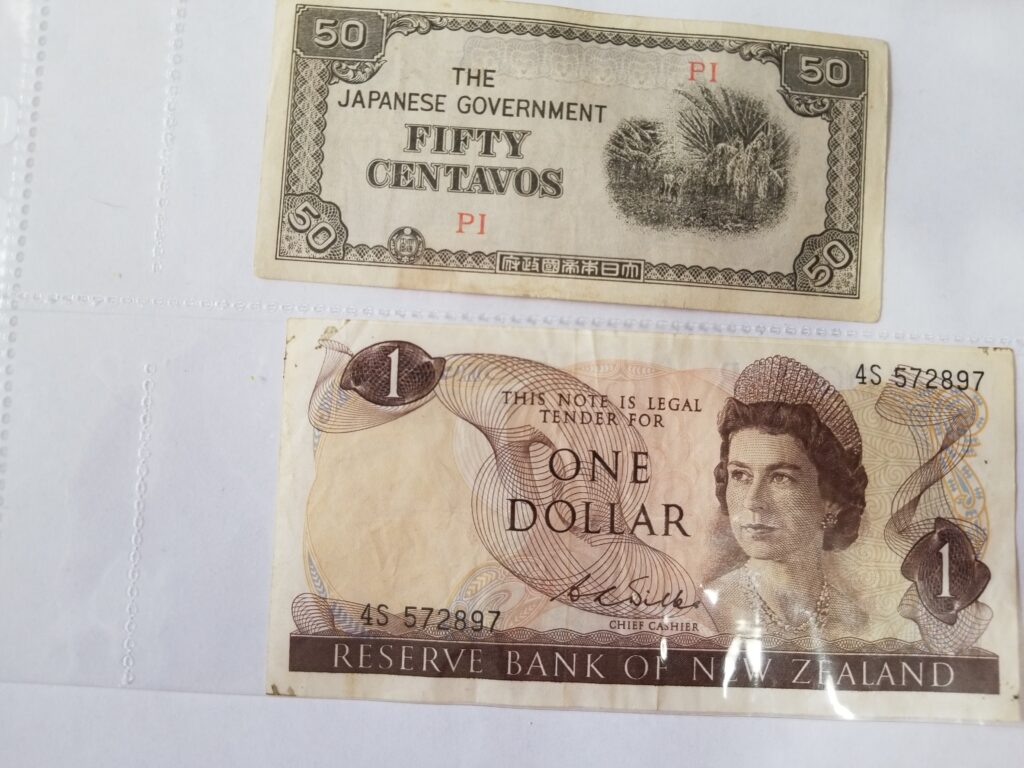 50
50
PI
THE
JAPANESE GOVERNMENT
FIFTY
CENTAVOS
PI
50
50
府政國帝本日大
1
4S 572897
THIS NOTE IS LEGAL
TENDER FOR
ONE
DOLLAR
1
4S 572897
CHIEF CASHIER
RESERVE BANK OF NEW ZEALAND